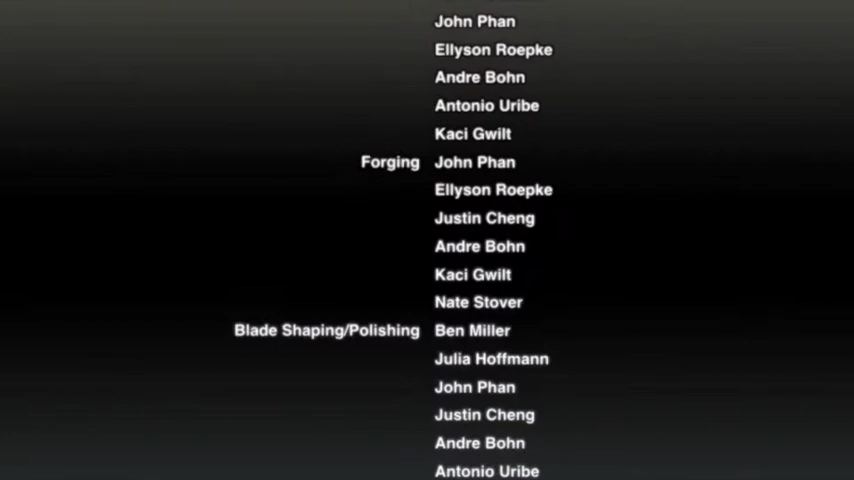 John Phan
Ellyson Roepke
Andre Bohn
Antonio Uribe
Kaci Gwilt
Forging John Phan
Ellyson Roepke
Justin Cheng
Andre Bohn
Kaci Gwilt
Nate Stover
Blade Shaping/Polishing Ben Miller
Julia Hoffmann
John Phan
Justin Cheng
Andre Bohn
Antonio Uribe